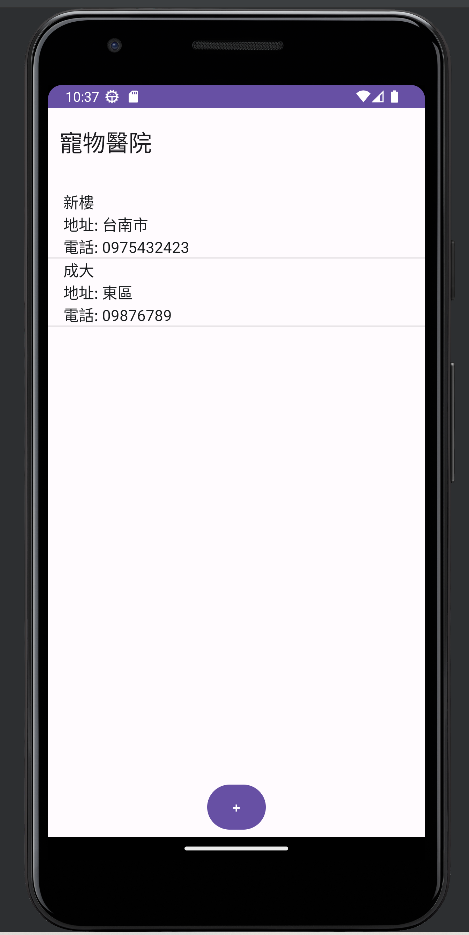 10:37
寵物醫院
新樓
地址: 台南市
電話: 0975432423
成大
地址: 東區
電話: 09876789
+